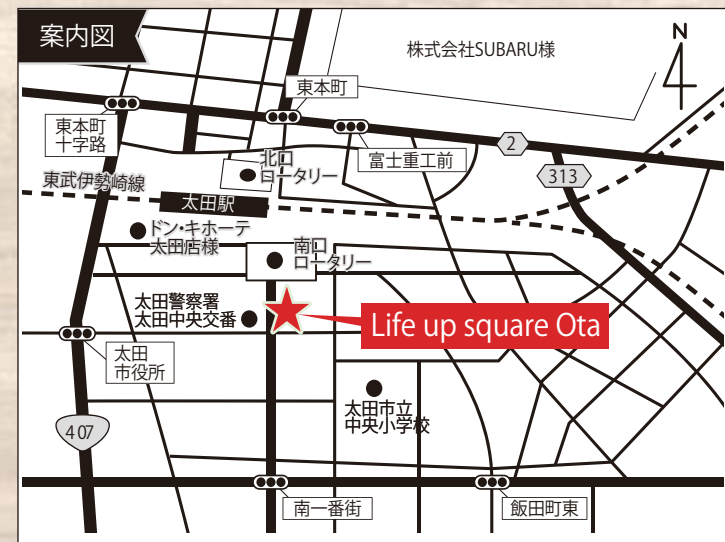 案内図
株式会社SUBARU様
N
東本町
東本町
十字路
富士重工前
2
313
北口
ロータリー
東武伊勢崎線
太田駅
ドン・キホーテ
太田店様
南口
ロータリー
太田警察署
太田中央交番
Life up square Ota
太田
市役所
407
太田市立
中央小学校
南一番街
飯田町東